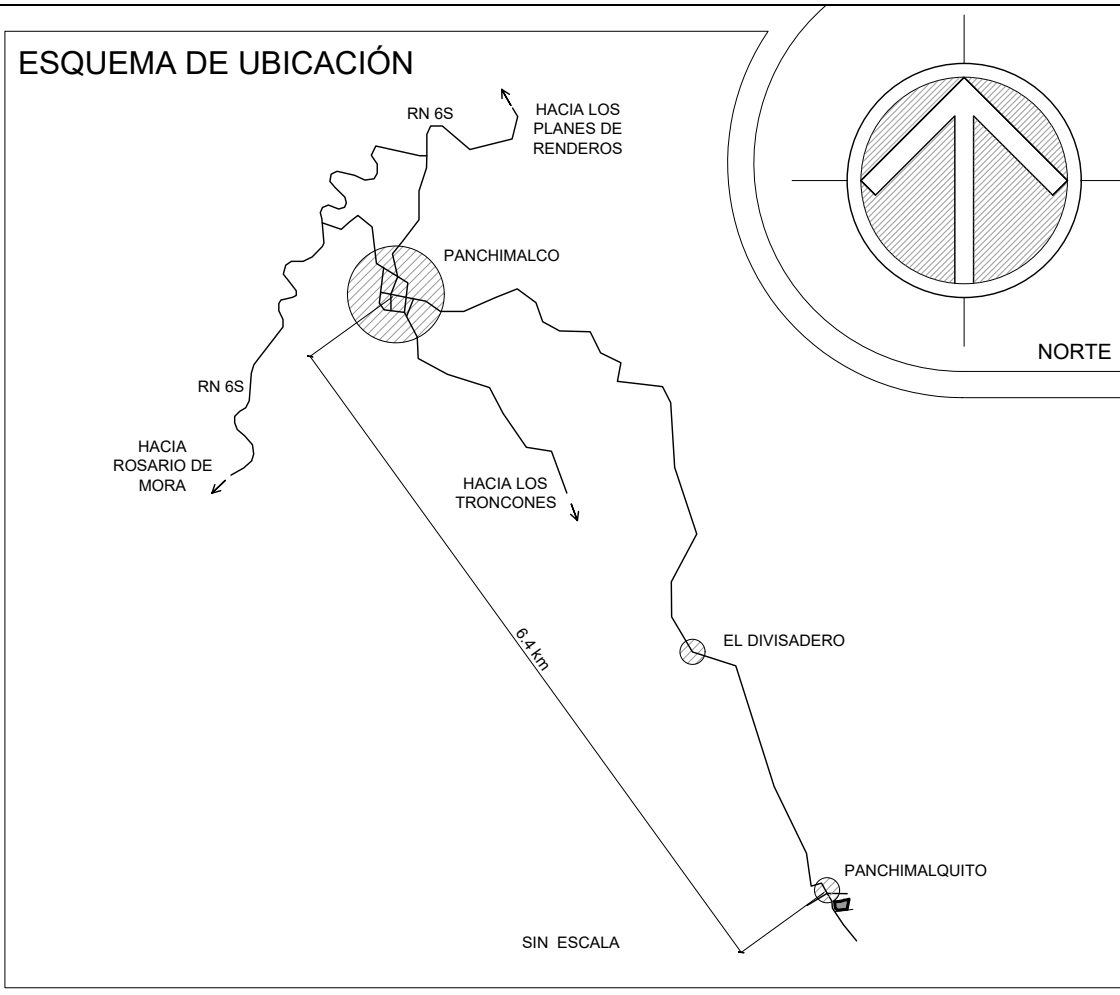 ESQUEMA DE UBICACIÓN
RN 6S
HACIA LOS
PLANES DE
RENDEROS
PANCHIMALCO
NORTE
RN 6S
HACIA
ROSARIO DE
MORA
HACIA LOS
TRONCONES
6.4 km
EL DIVISADERO
PANCHIMALQUITO
SIN ESCALA